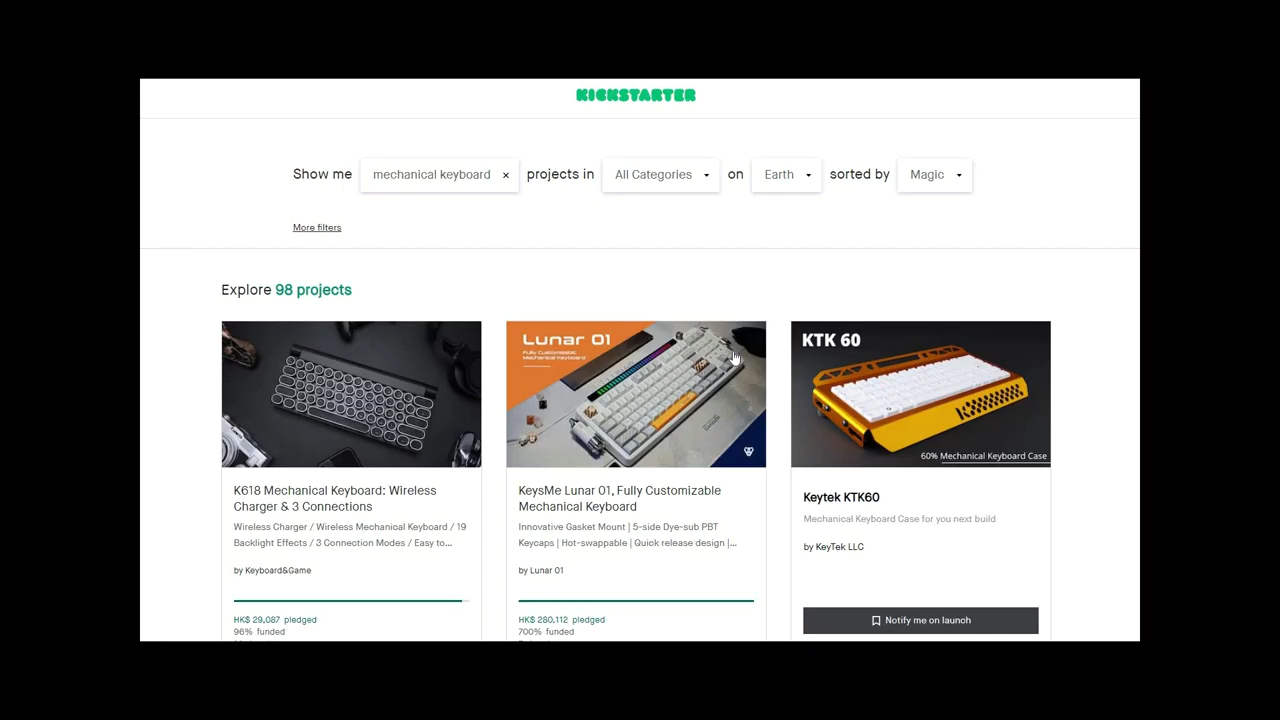 KICKSTARTER
Show me mechanical keyboard × projects in All Categories on Earth sorted by Magic
More filters
Explore 98 projects
Lunar 01
Fully Customizable
Mechanical Keyboard
KTK 60
60% Mechanical Keyboard Case
K618 Mechanical Keyboard: Wireless
Charger & 3 Connections
Wireless Charger / Wireless Mechanical Keyboard / 19
Backlight Effects / 3 Connection Modes / Easy to...
by Keyboard&Game
HK$ 29,087 pledged
96% funded
KeysMe Lunar 01, Fully Customizable
Mechanical Keyboard
Innovative Gasket Mount | 5-side Dye-sub PBT
Keycaps | Hot-swappable | Quick release design |...
by Lunar 01
HK$ 280,112 pledged
700% funded
Keytek KTK60
Mechanical Keyboard Case for you next build
by KeyTek LLC
Notify me on launch